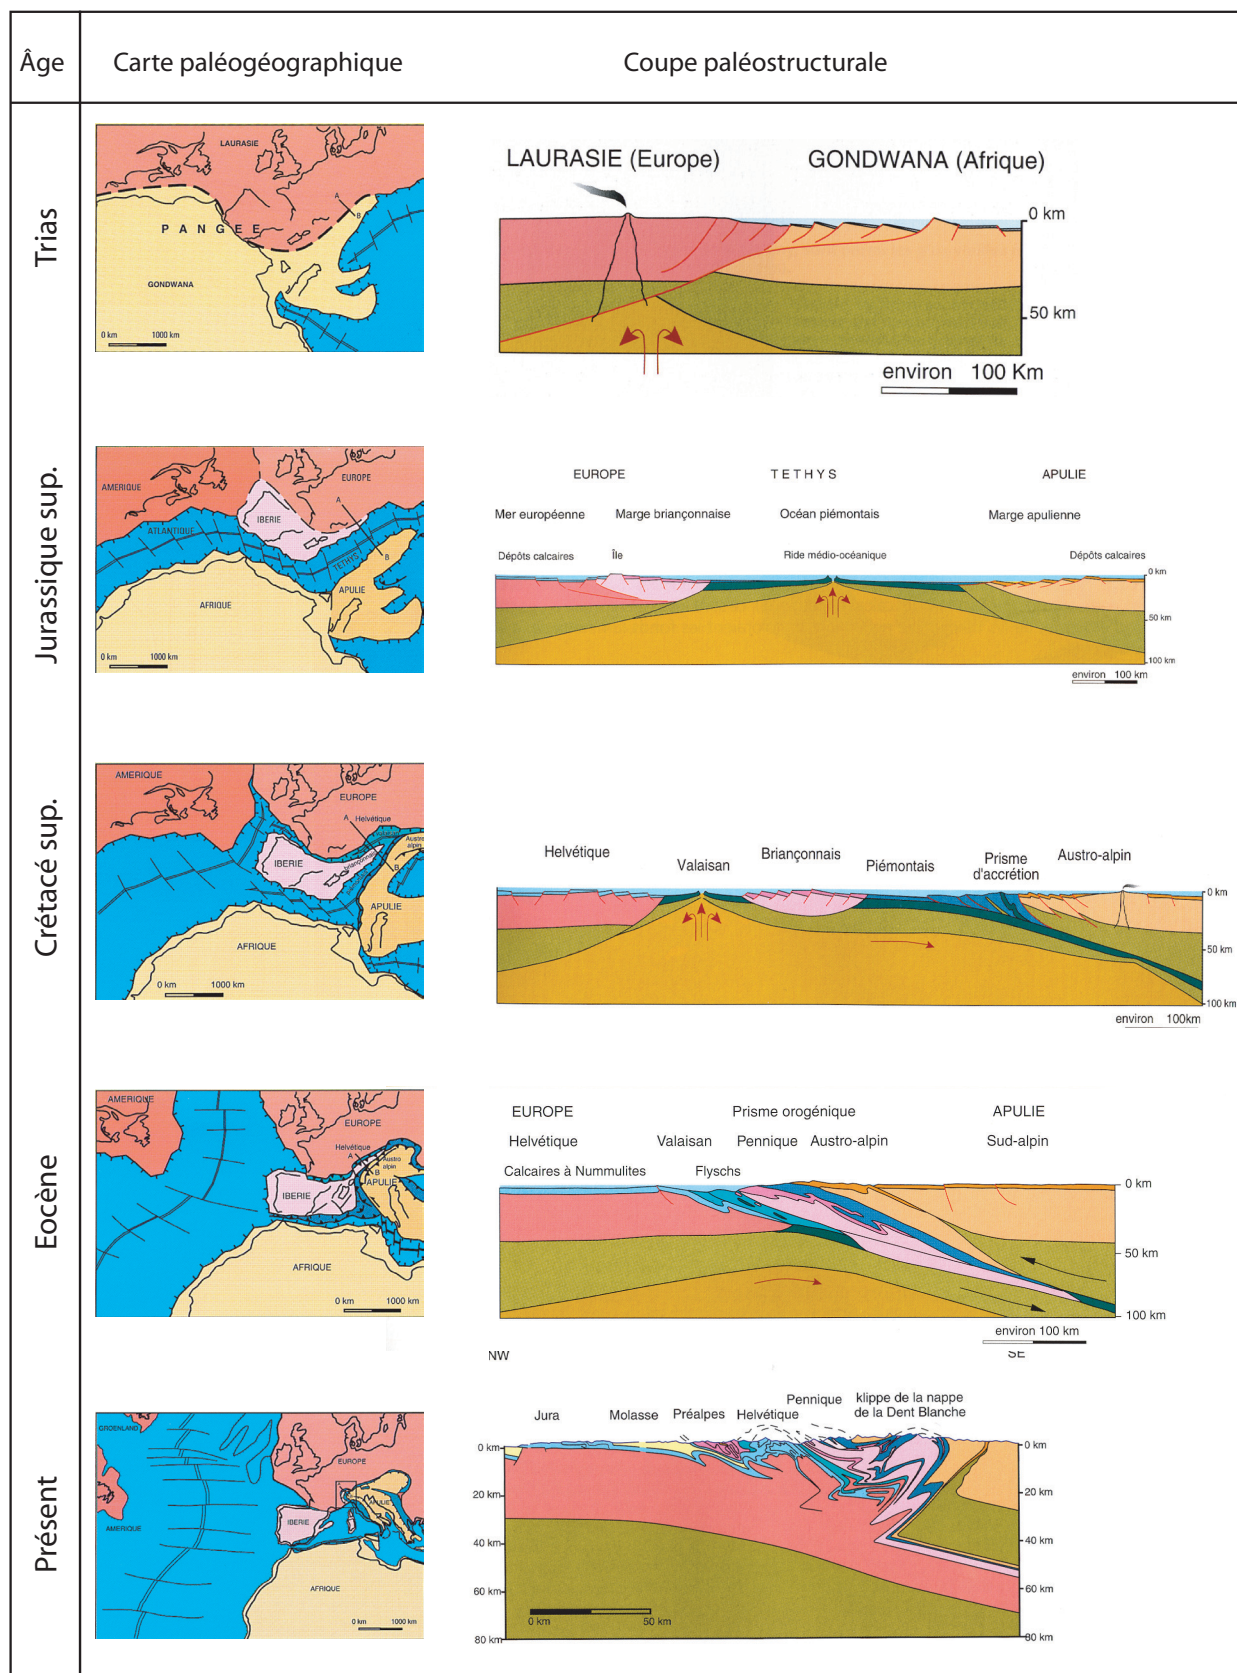 Âge
Carte paléogéographique
Coupe paléostructurale
Trias
LAURASIE
A
B
P A N G E E
GONDWANA
0 km 1000 km
LAURASIE (Europe) GONDWANA (Afrique)
0 km
50 km
environ 100 Km
Jurassique sup.
AMERIQUE
EUROPE
A
IBERIE
ATLANTIQUE
TETHYS
B
APULIE
AFRIQUE
0 km 1000 km
EUROPE T E T H Y S APULIE
Mer européenne Marge briançonnaise Océan piémontais Marge apulienne
Dépôts calcaires Île Ride médio-océanique Dépôts calcaires
0 km
50 km
100 km
environ 100 km
Crétacé sup.
AMERIQUE
EUROPE
A Helvétique
Austro
alpin
IBERIE
briançonnais
B
APULIE
AFRIQUE
0 km 1000 km
Helvétique Valaisan Briançonnais Piémontais Prisme
d'accrétion Austro-alpin
0 km
50 km
100 km
environ 100km
Eocène
AMERIQUE
EUROPE
Helvétique
A
Austro
alpin
B
APULIE
IBERIE
AFRIQUE
0 km 1000 km
EUROPE Prisme orogénique APULIE
Helvétique Valaisan Pennique Austro-alpin Sud-alpin
Calcaires à Nummulites Flyschs
0 km
50 km
100 km
environ 100 km
Présent
GROENLAND
EUROPE
APULIE
IBERIE
AMERIQUE
AFRIQUE
0 km 1000 km
NW SE
Jura Molasse Préalpes Helvétique Pennique klippe de la nappe
de la Dent Blanche
0 km 0 km
20 km 20 km
40 km 40 km
60 km 60 km
80 km 80 km
0 km 50 km